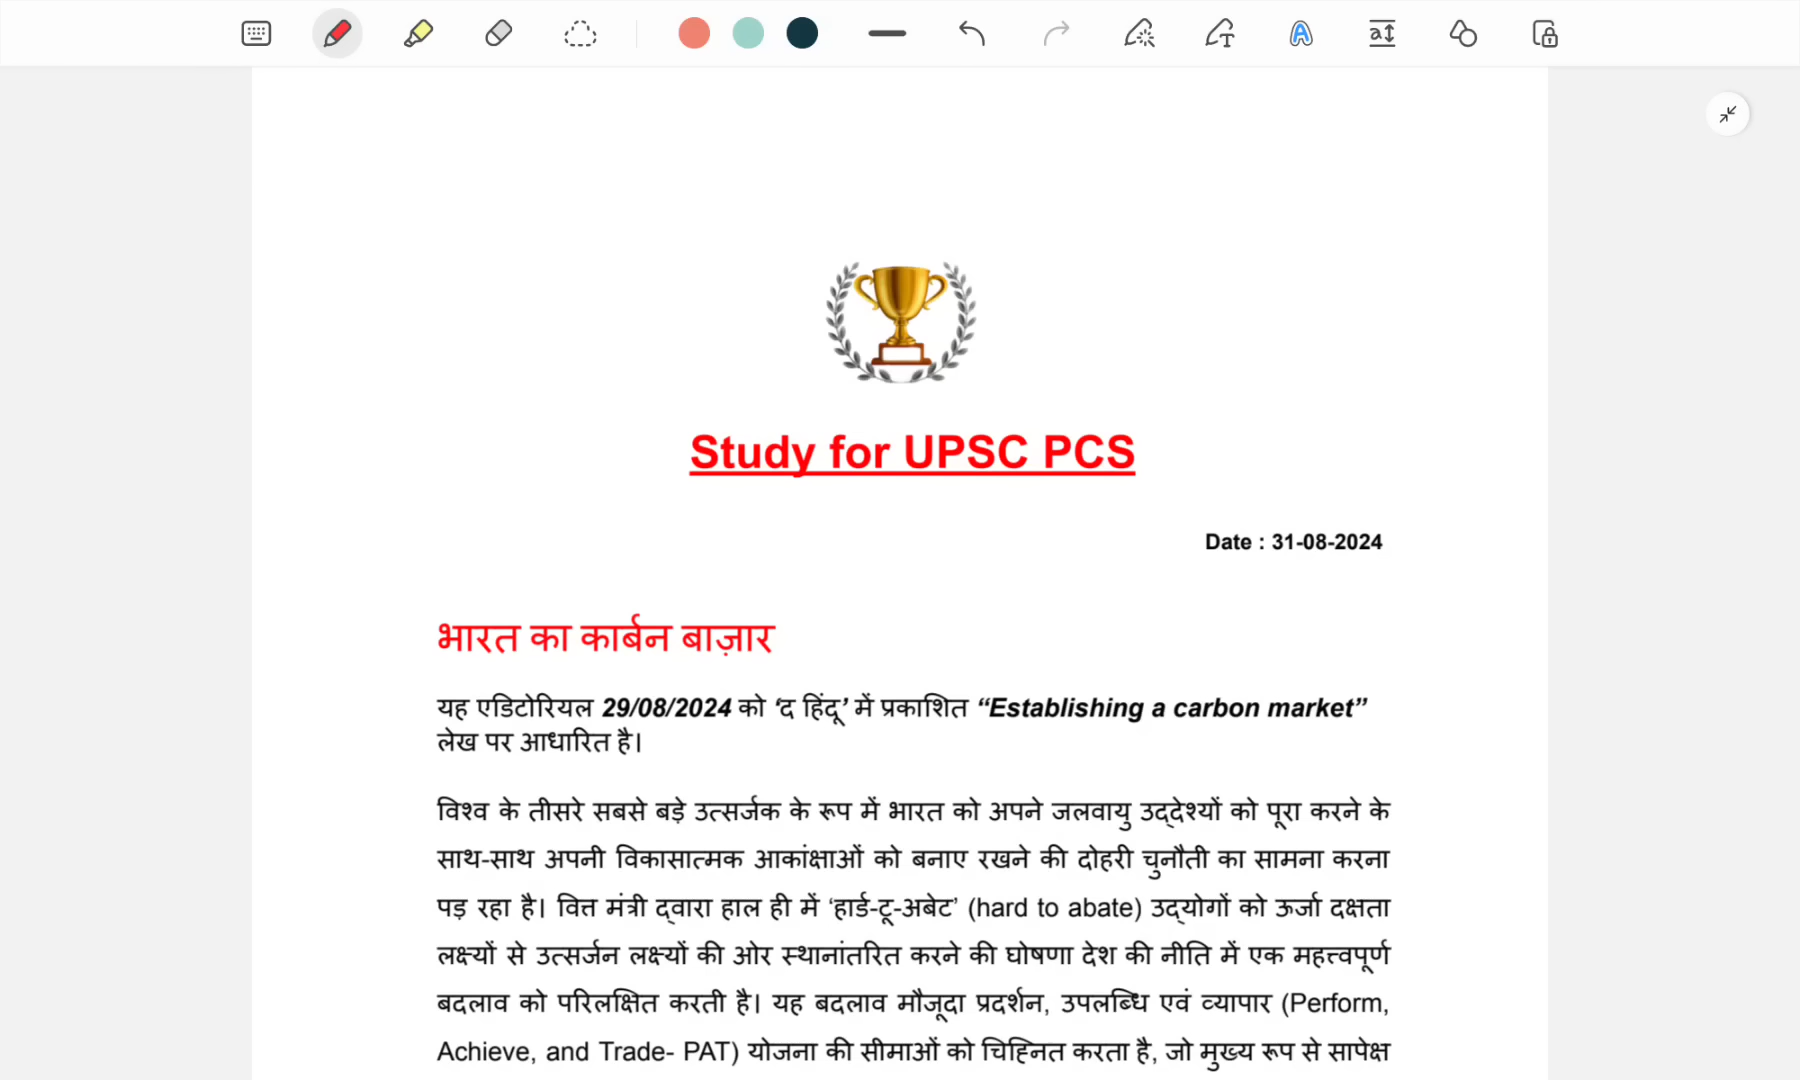 Study for UPSC PCS
Date : 31-08-2024
भारत का कार्बन बाज़ार
यह एडिटोरियल 29/08/2024 को ‘द हिंदू’ में प्रकाशित “Establishing a carbon market”
लेख पर आधारित है।
विश्व के तीसरे सबसे बड़े उत्सर्जक के रूप में भारत को अपने जलवायु उद्देश्यों को पूरा करने के
साथ-साथ अपनी विकासात्मक आकांक्षाओं को बनाए रखने की दोहरी चुनौती का सामना करना
पड़ रहा है। वित्त मंत्री द्वारा हाल ही में ‘हार्ड-टू-अबेट’ (hard to abate) उद्योगों को ऊर्जा दक्षता
लक्ष्यों से उत्सर्जन लक्ष्यों की ओर स्थानांतरित करने की घोषणा देश की नीति में एक महत्त्वपूर्ण
बदलाव को परिलक्षित करती है। यह बदलाव मौजूदा प्रदर्शन, उपलब्धि एवं व्यापार (Perform,
Achieve, and Trade- PAT) योजना की सीमाओं को चिह्नित करता है, जो मुख्य रूप से सापेक्ष